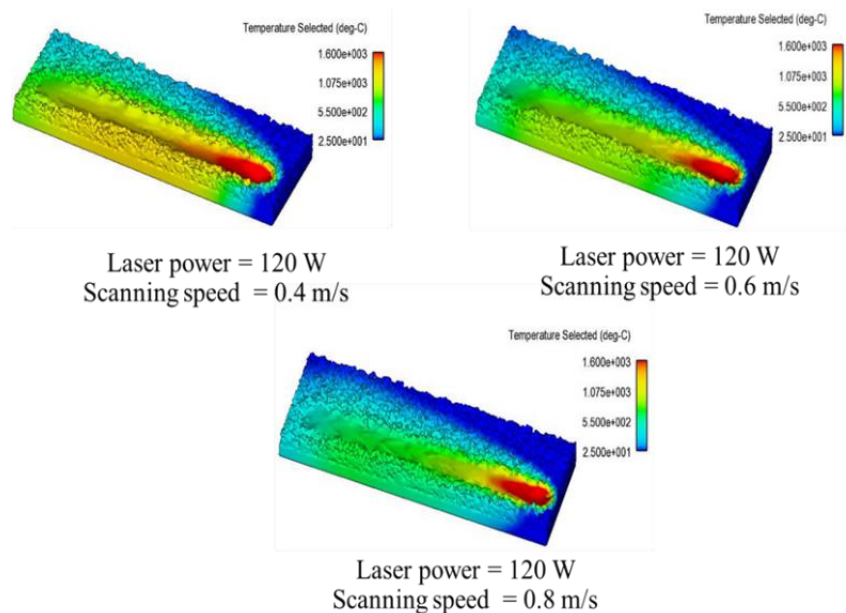 Temperature Selected (deg-C)
1.600e+003
1.075e+003
5.500e+002
2.500e+001
Laser power = 120 W
Scanning speed = 0.4 m/s
Temperature Selected (deg-C)
1.600e+003
1.075e+003
5.500e+002
2.500e+001
Laser power = 120 W
Scanning speed = 0.6 m/s
Temperature Selected (deg-C)
1.600e+003
1.075e+003
5.500e+002
2.500e+001
Laser power = 120 W
Scanning speed = 0.8 m/s